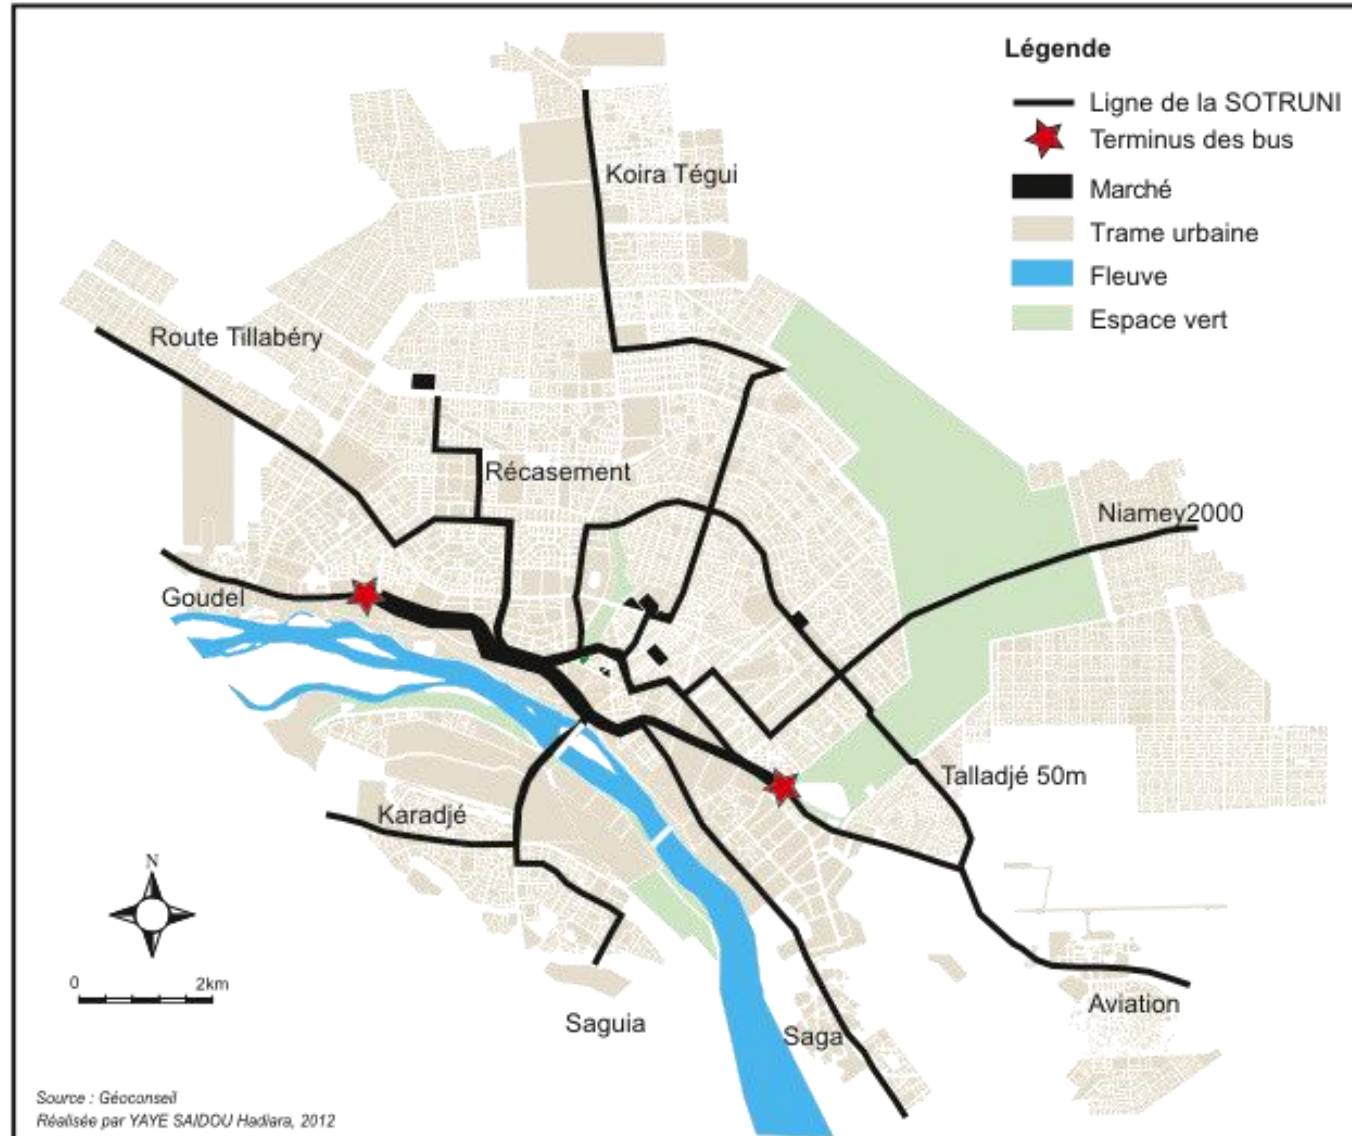 Légende
Ligne de la SOTRUNI
Terminus des bus
Marché
Trame urbaine
Fleuve
Espace vert
Koira Tégui
Route Tillabéry
Récasement
Niamey2000
Goudel
Talladjé 50m
Karadjé
N
0 2km
Saguia
Saga
Aviation
Source : Géoconseil
Réalisée par YAYE SAIDOU Hadiara, 2012